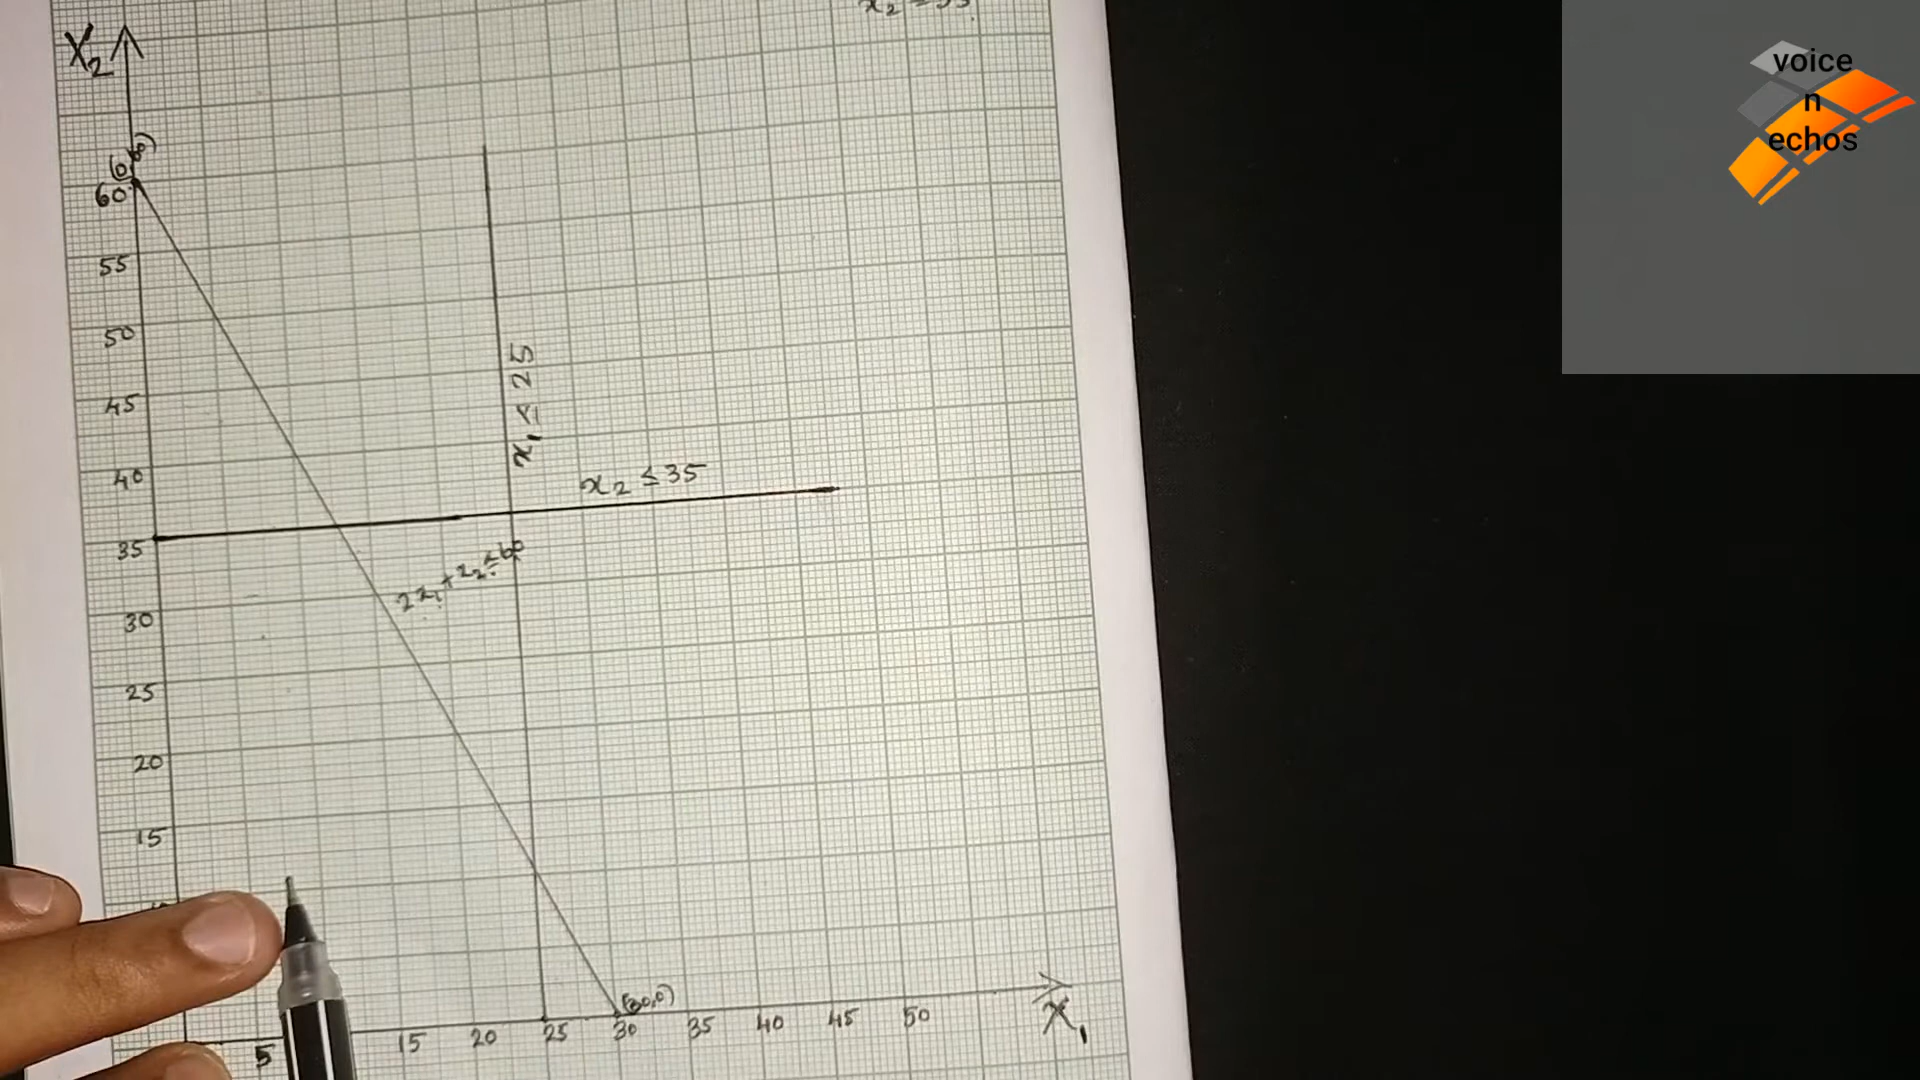 X₂
(0,60)
60
55
50
45
40
35
30
25
20
15
x₁ ≤ 25
x₂ ≤ 35
2x₁ + x₂ ≤ 60
(30,0)
5
15
20
25
30
35
40
45
50
X₁
voice
n
echos